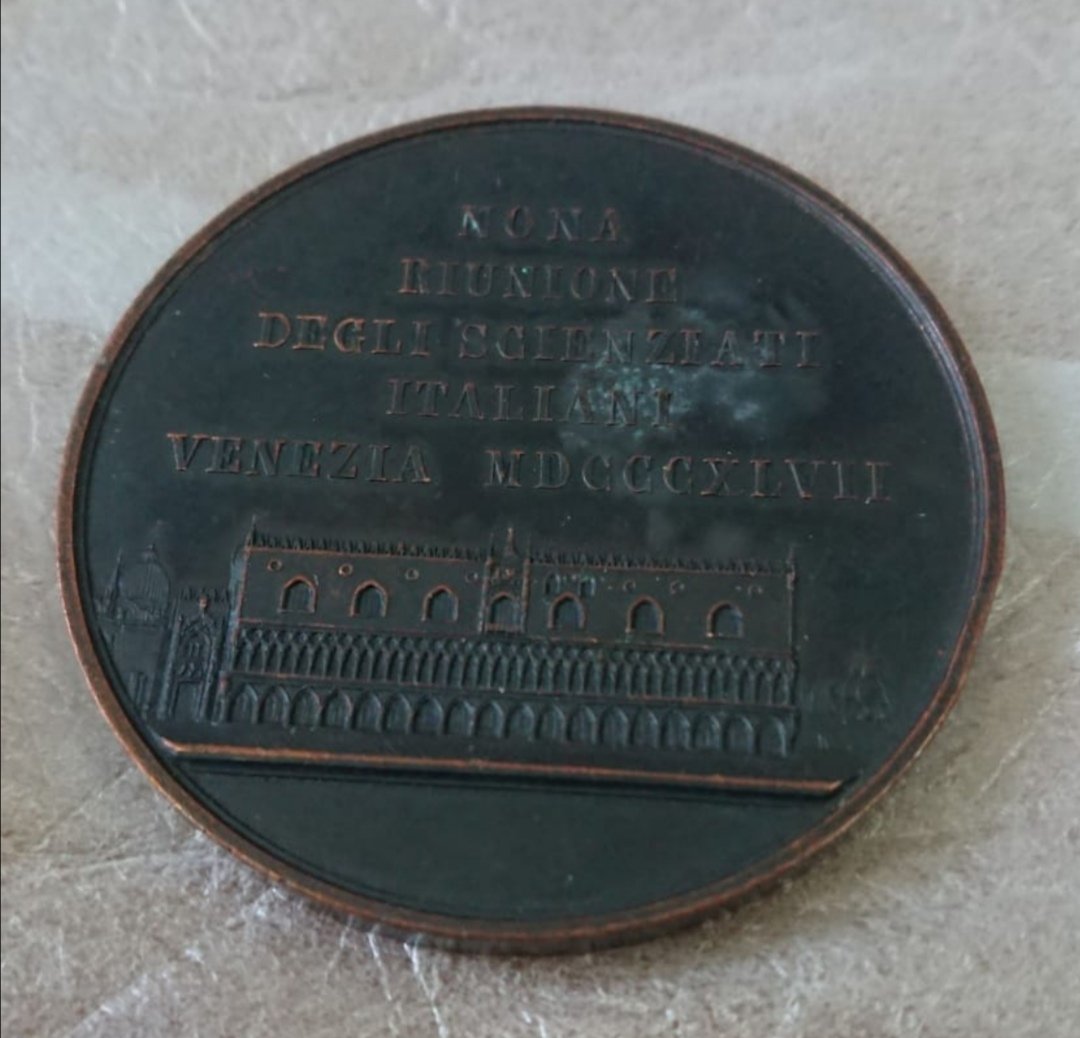 NONA
RIUNIONE
DEGLI SCIENZIATI
ITALIANI
VENEZIA MDCCCXLVII